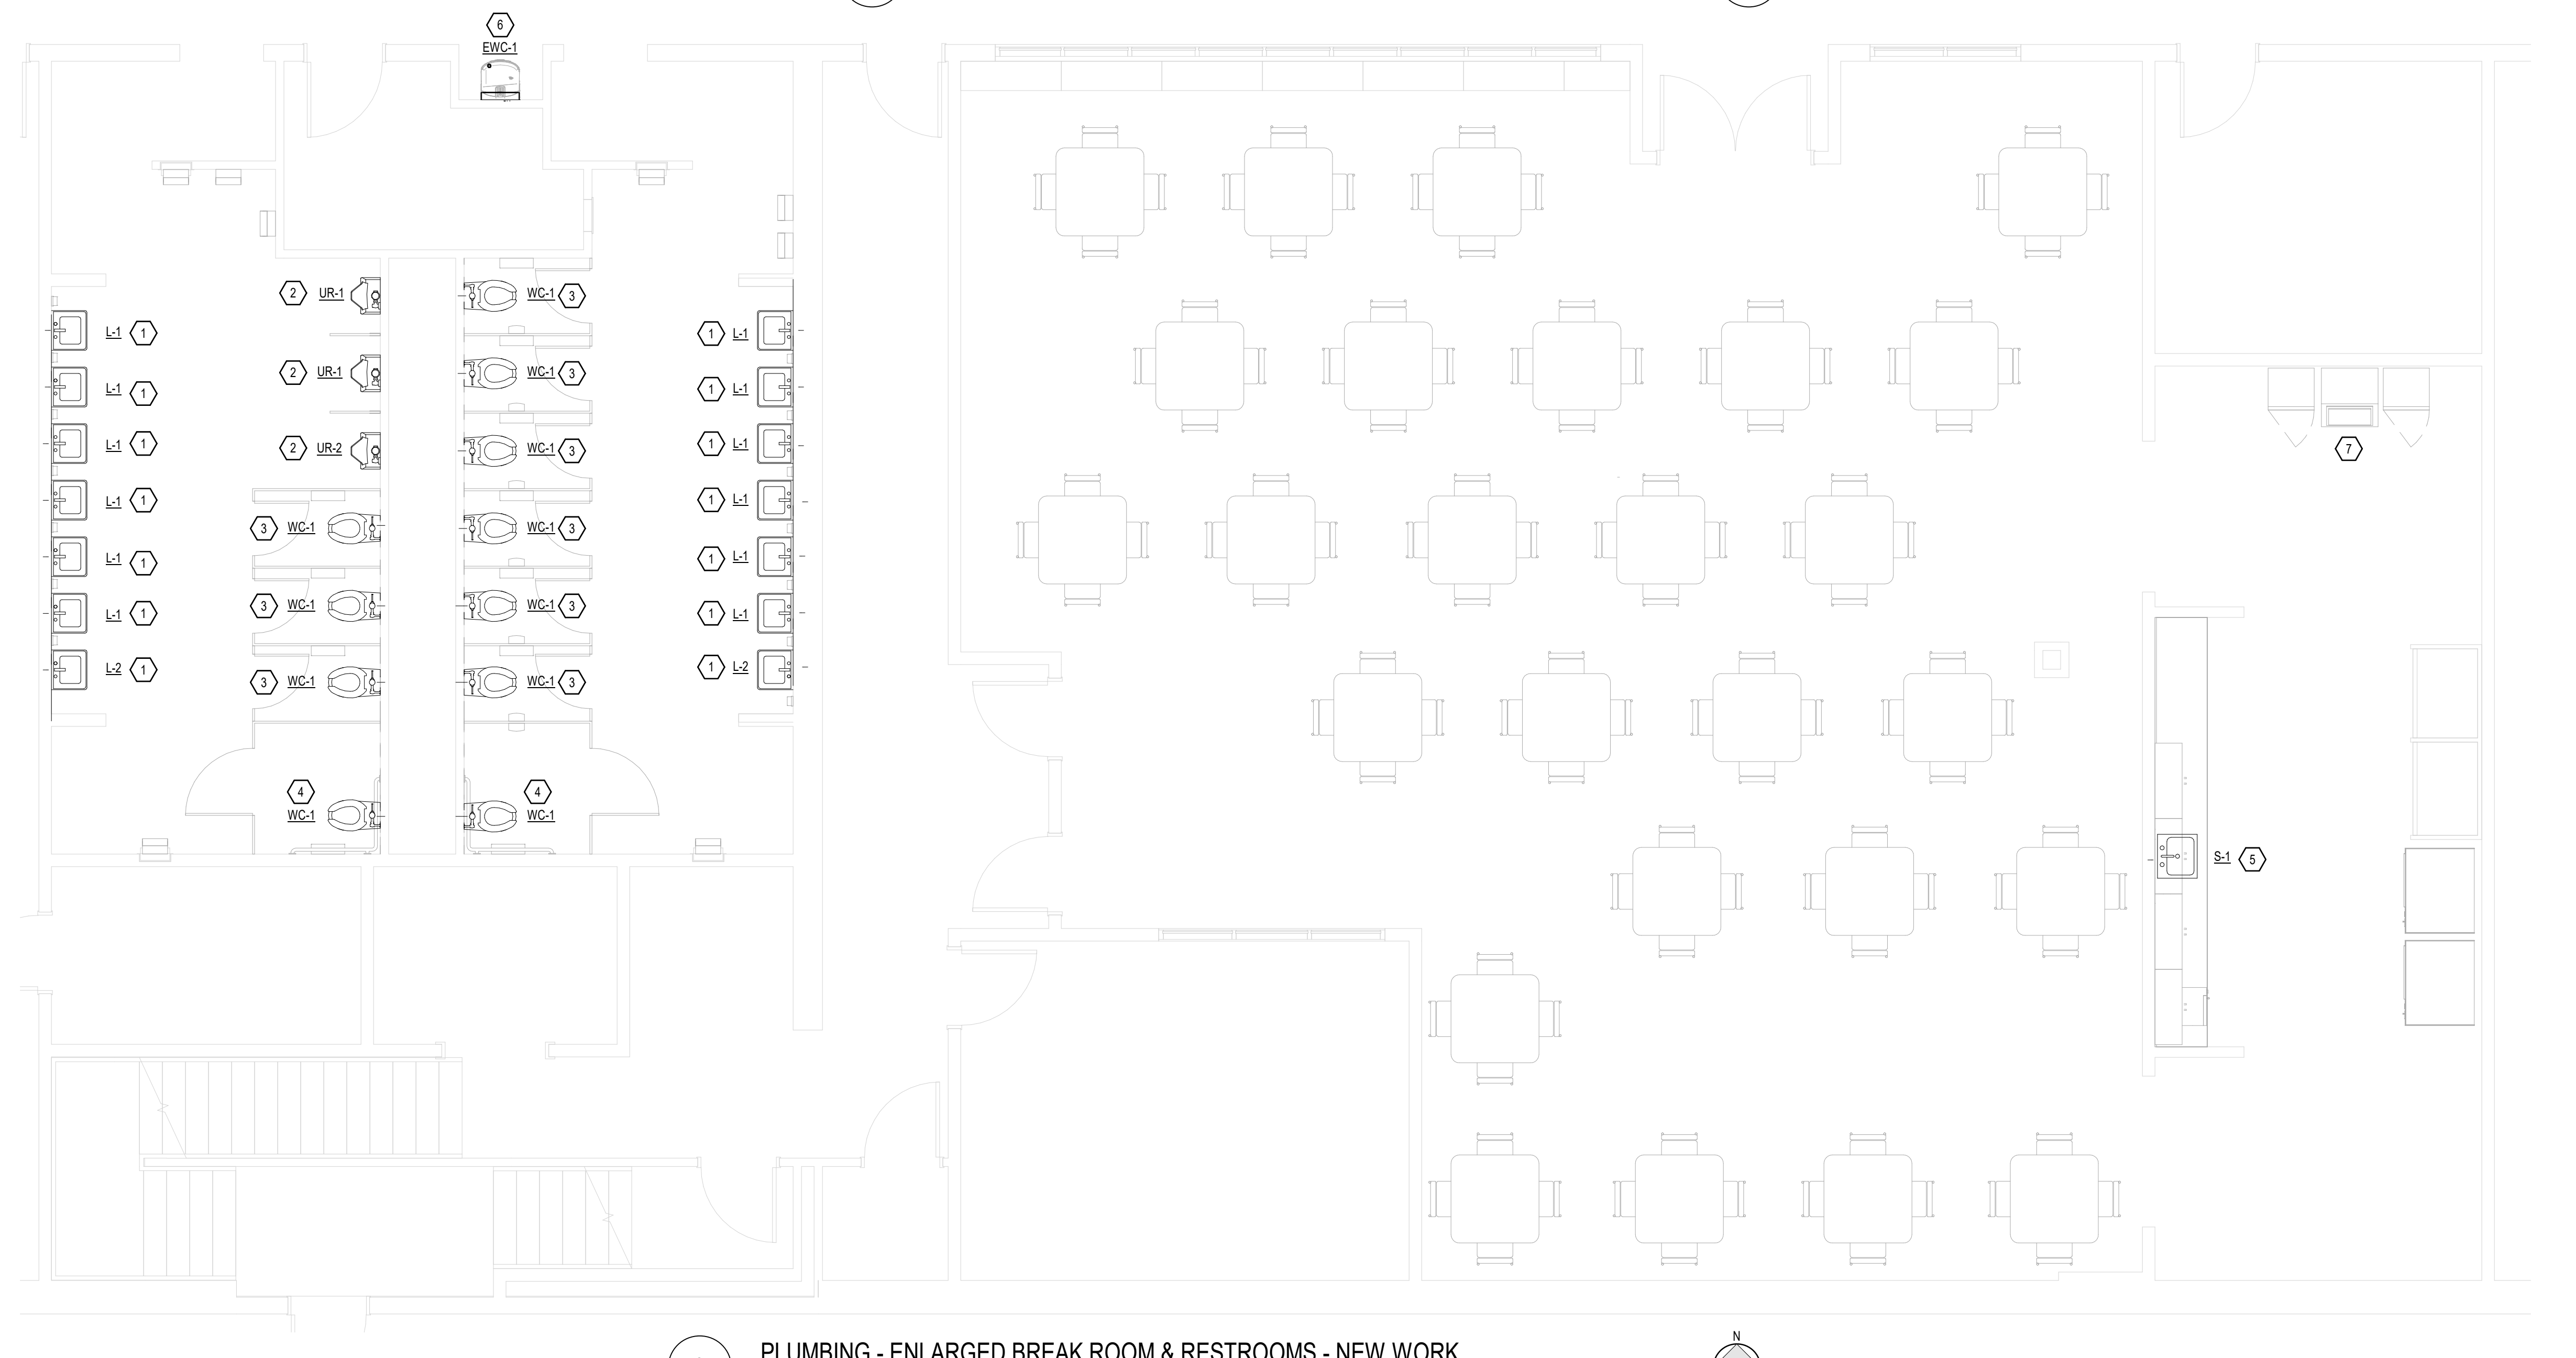 6
EWC-1
2 UR-1
WC-1 3
L-1 1
1 L-1
2 UR-1
WC-1 3
L-1 1
1 L-1
2 UR-2
WC-1 3
L-1 1
1 L-1
7
L-1 1
1 L-1
3 WC-1
WC-1 3
L-1 1
1 L-1
3 WC-1
WC-1 3
L-1 1
1 L-1
L-2 1
3 WC-1
WC-1 3
1 L-2
4
WC-1
4
WC-1
S-1 5
PLUMBING - ENLARGED BREAK ROOM & RESTROOMS - NEW WORK
N